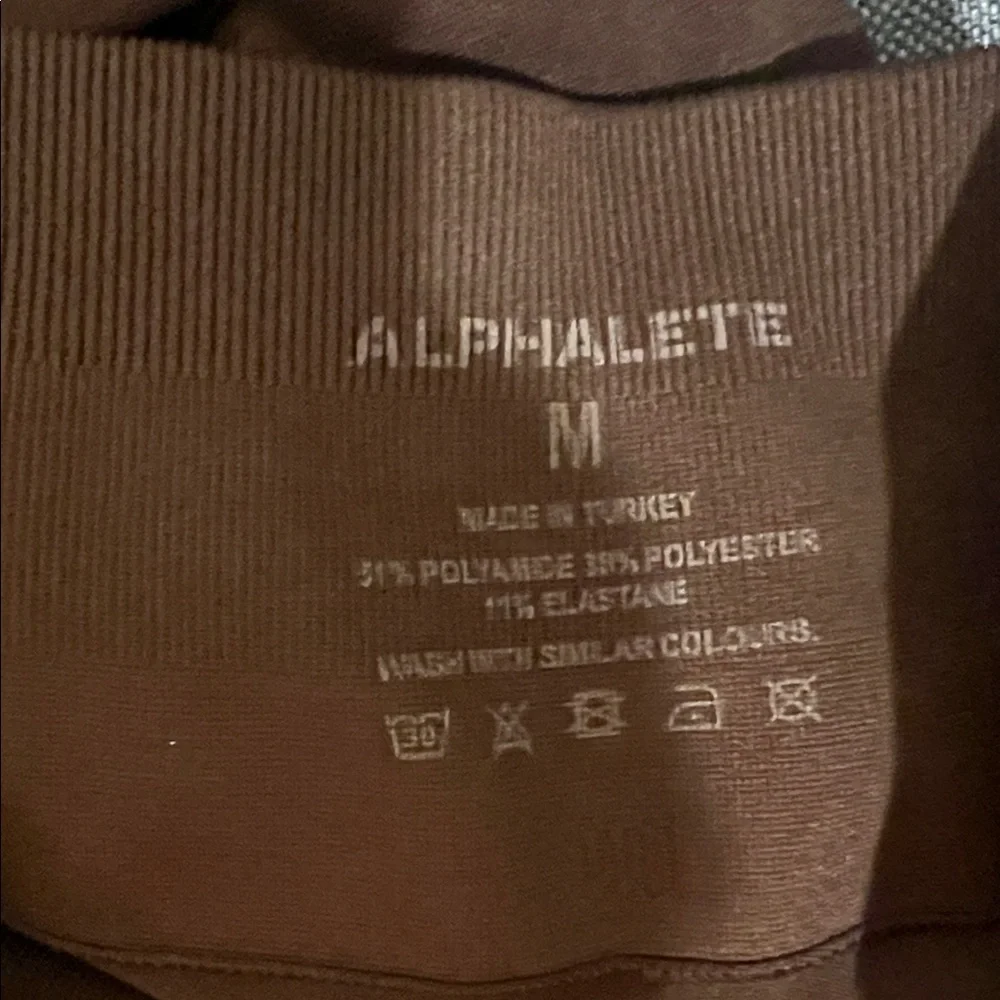 ALPHALETE
M
MADE IN TURKEY
51% POLYAMIDE 38% POLYESTER
11% ELASTANE
WASH WITH SIMILAR COLOURS.
30